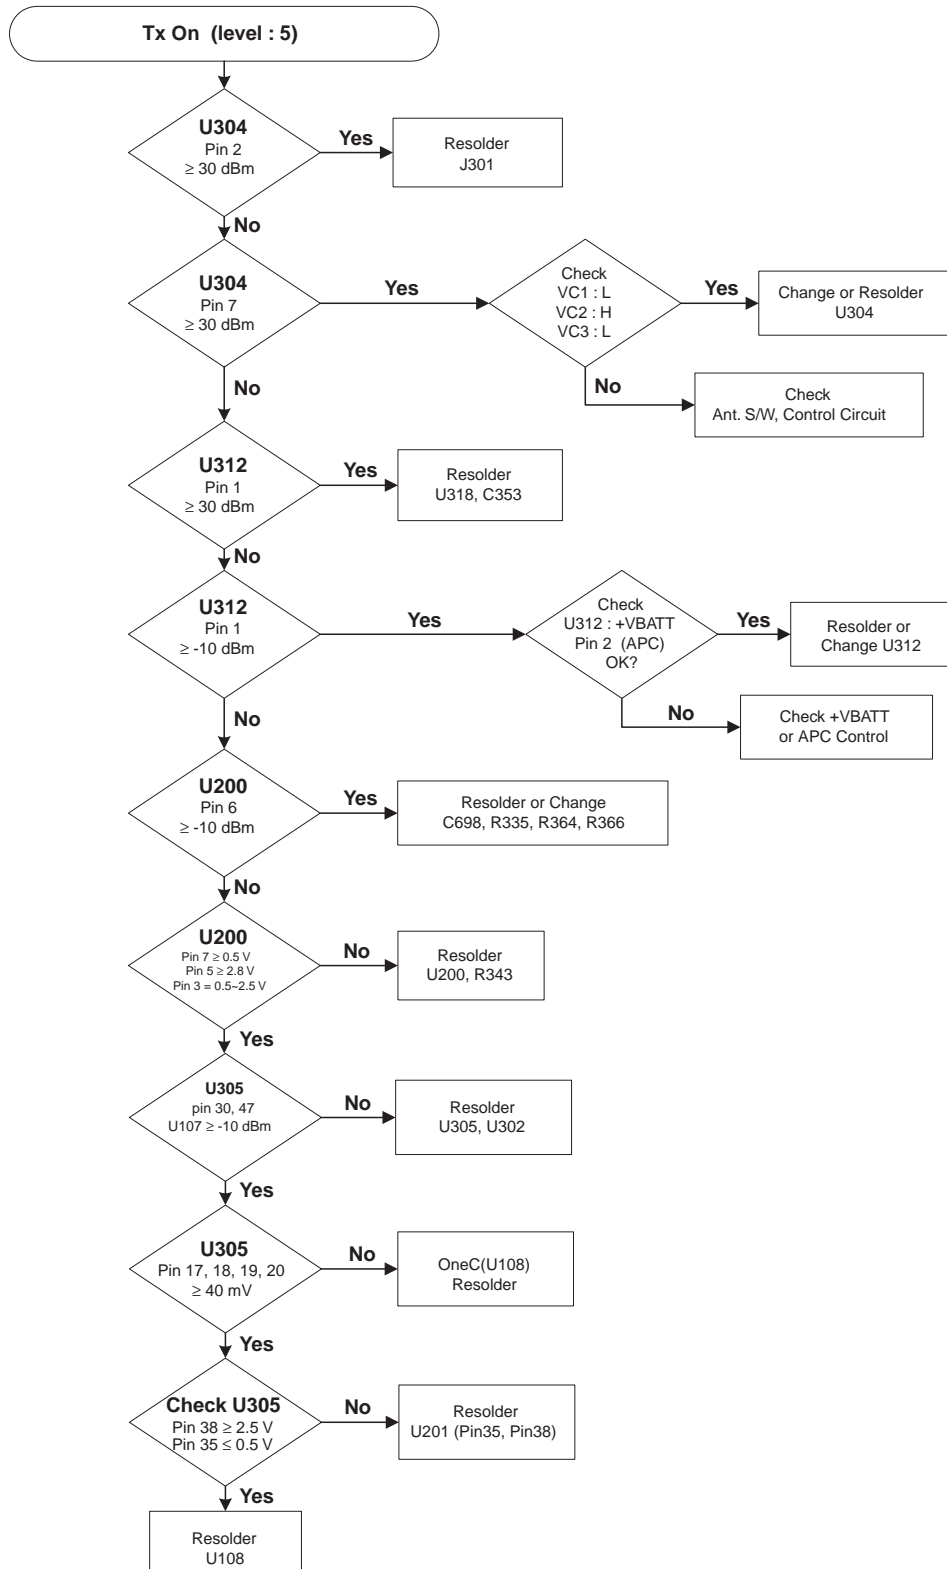 Tx On (level : 5)
U304
Pin 2
≥ 30 dBm
Yes
Resolder
J301
No
U304
Pin 7
≥ 30 dBm
Yes
Check
VC1 : L
VC2 : H
VC3 : L
Yes
Change or Resolder
U304
No
Check
Ant. S/W, Control Circuit
No
U312
Pin 1
≥ 30 dBm
Yes
Resolder
U318, C353
No
U312
Pin 1
≥ -10 dBm
Yes
Check
U312 : +VBATT
Pin 2 (APC)
OK?
Yes
Resolder or
Change U312
No
Check +VBATT
or APC Control
No
U200
Pin 6
≥ -10 dBm
Yes
Resolder or Change
C698, R335, R364, R366
No
U200
Pin 7 ≥ 0.5 V
Pin 5 ≥ 2.8 V
Pin 3 = 0.5~2.5 V
No
Resolder
U200, R343
Yes
U305
pin 30, 47
U107 ≥ -10 dBm
No
Resolder
U305, U302
Yes
U305
Pin 17, 18, 19, 20
≥ 40 mV
No
OneC(U108)
Resolder
Yes
Check U305
Pin 38 ≥ 2.5 V
Pin 35 ≤ 0.5 V
No
Resolder
U201 (Pin35, Pin38)
Yes
Resolder
U108